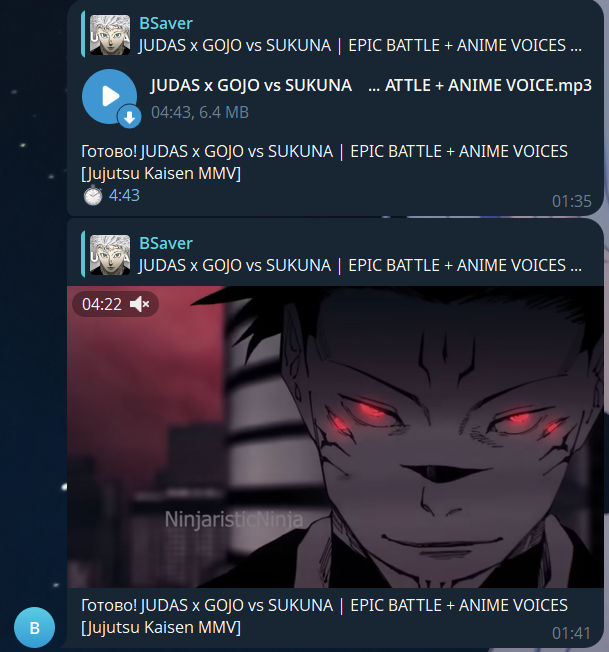 BSaver
JUDAS x GOJO vs SUKUNA | EPIC BATTLE + ANIME VOICES ...
JUDAS x GOJO vs SUKUNA ... ATTLE + ANIME VOICE.mp3
04:43, 6.4 MB
Готово! JUDAS x GOJO vs SUKUNA | EPIC BATTLE + ANIME VOICES
[Jujutsu Kaisen MMV]
4:43
01:35
BSaver
JUDAS x GOJO vs SUKUNA | EPIC BATTLE + ANIME VOICES ...
04:22
NinjaristicNinja
Готово! JUDAS x GOJO vs SUKUNA | EPIC BATTLE + ANIME VOICES
[Jujutsu Kaisen MMV]
01:41
B